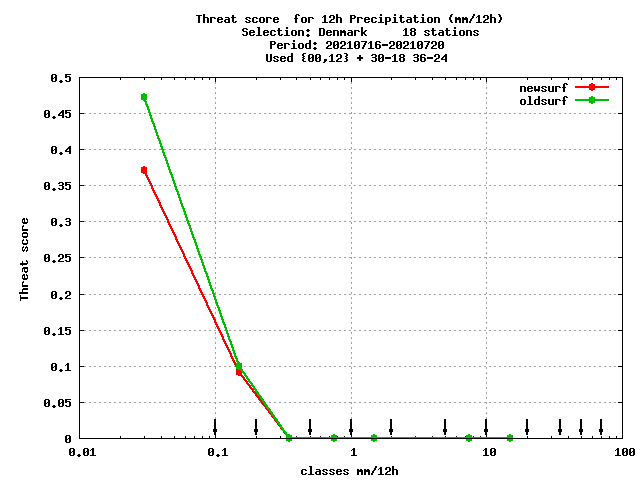 Threat score  for 12h Precipitation (mm/12h)
Selection: Denmark     18 stations
Period: 20210716-20210720
Used {00,12} + 30-18 36-24
newsurf
oldsurf
0.5
0.45
0.4
0.35
0.3
0.25
0.2
0.15
0.1
0.05
0
Threat score
0.01 0.1 1 10 100
classes mm/12h